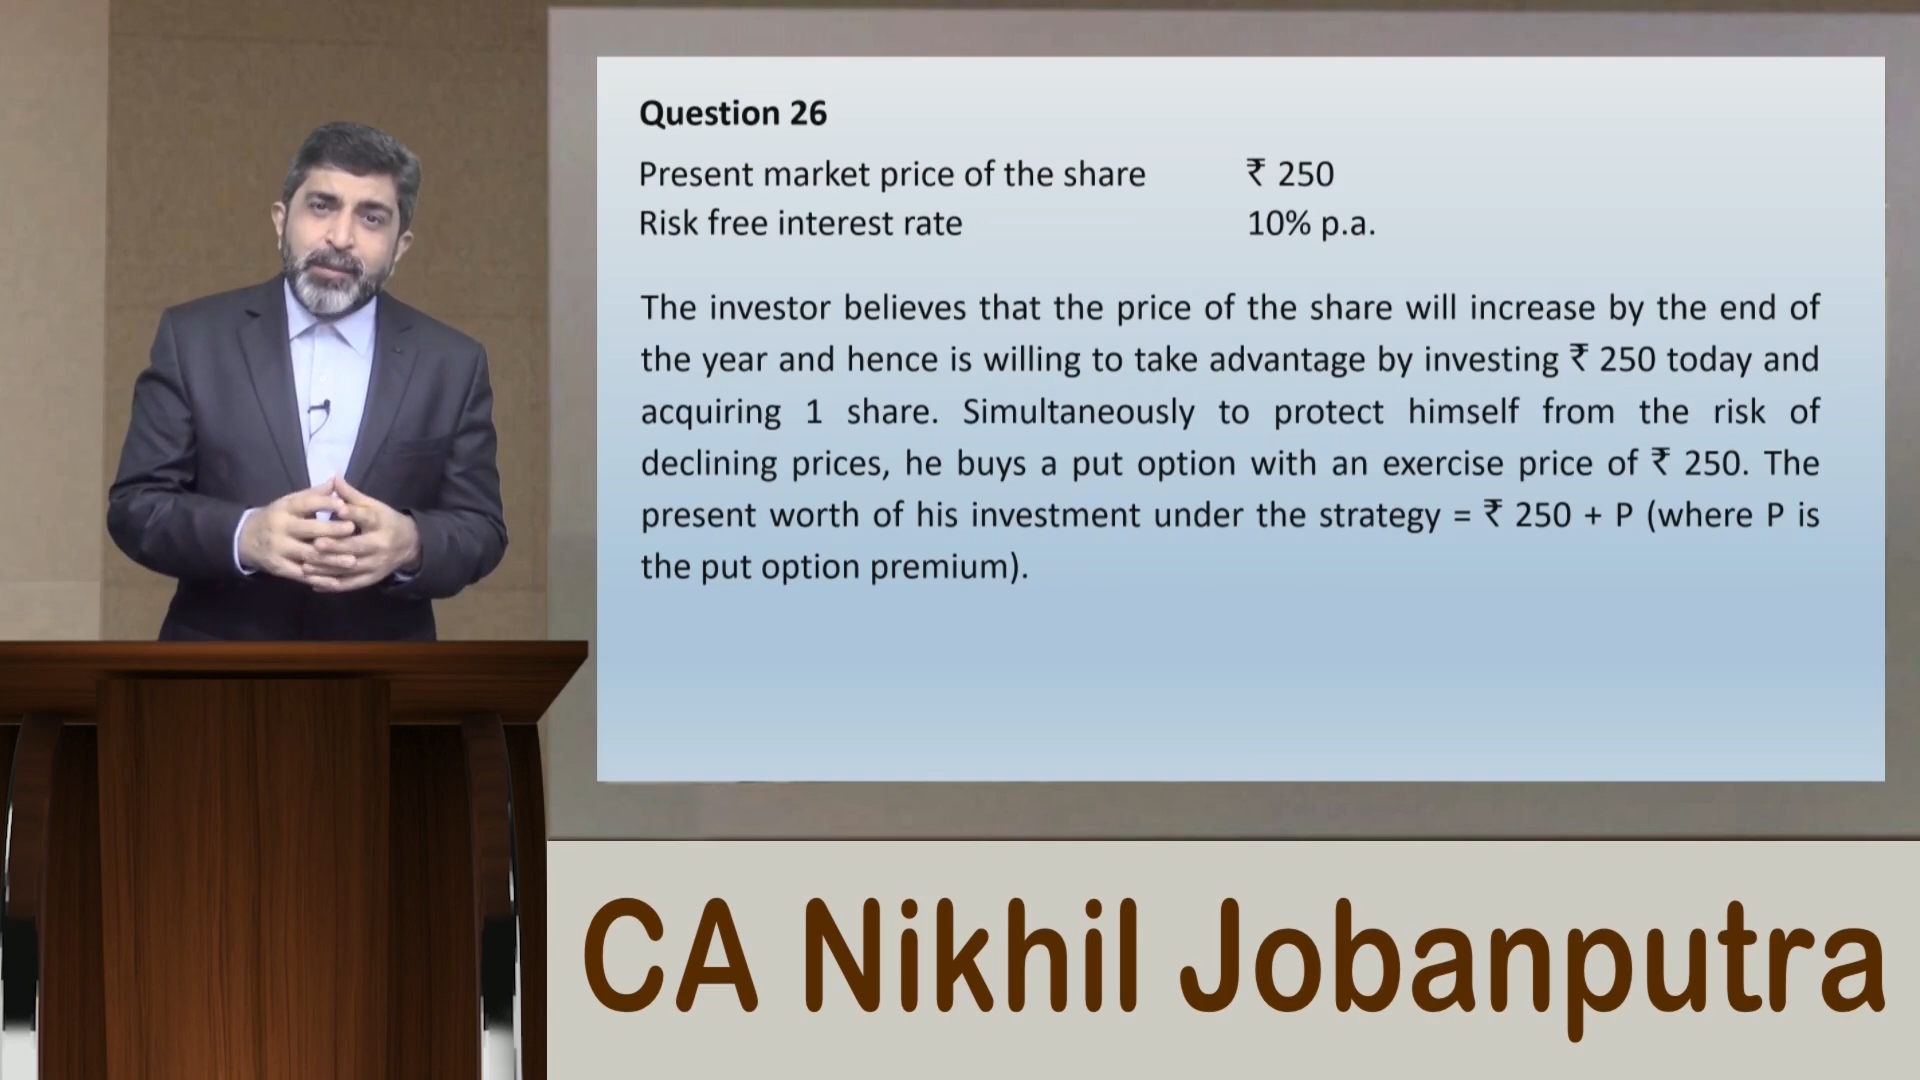 Question 26
Present market price of the share ₹ 250
Risk free interest rate 10% p.a.
The investor believes that the price of the share will increase by the end of
the year and hence is willing to take advantage by investing ₹ 250 today and
acquiring 1 share. Simultaneously to protect himself from the risk of
declining prices, he buys a put option with an exercise price of ₹ 250. The
present worth of his investment under the strategy = ₹ 250 + P (where P is
the put option premium).
CA Nikhil Jobanputra